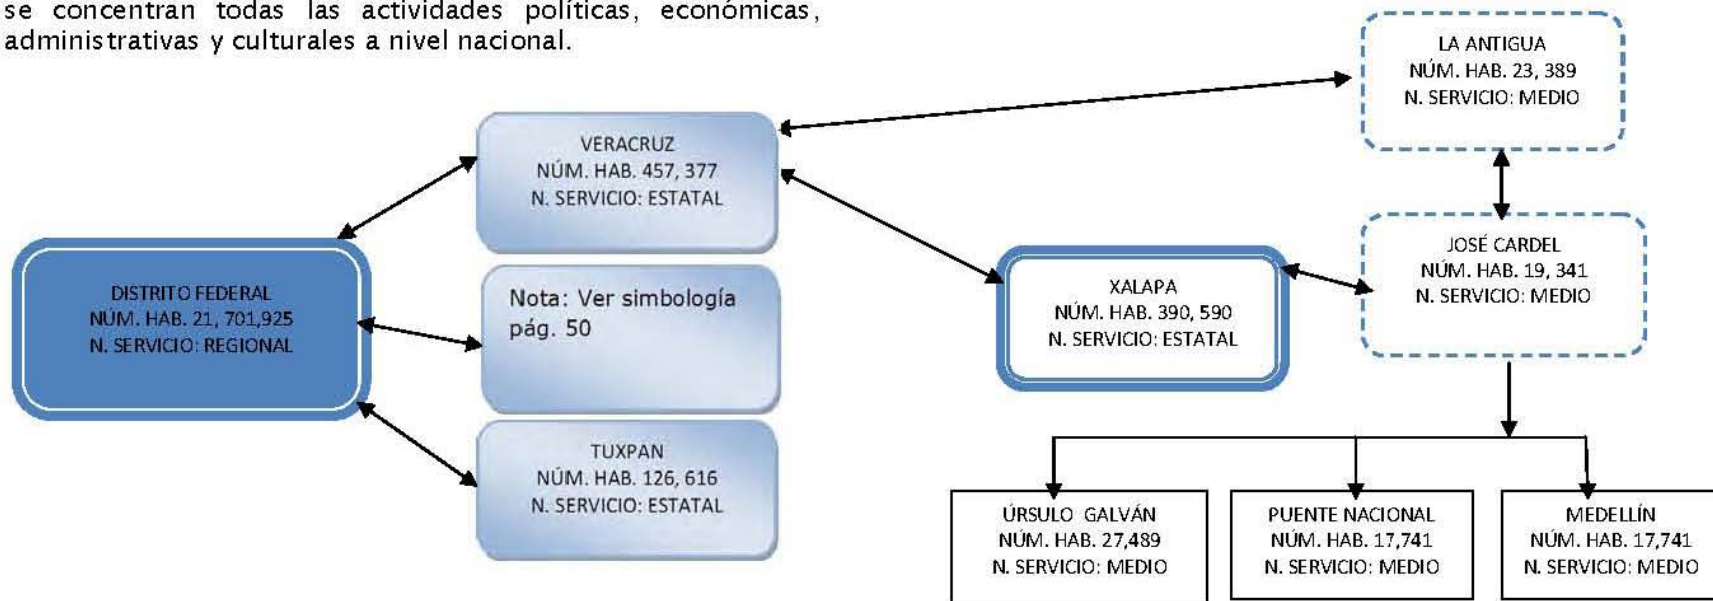 se concentran todas las actividades políticas, económicas,
administrativas y culturales a nivel nacional.
LA ANTIGUA
NÚM. HAB. 23, 389
N. SERVICIO: MEDIO
VERACRUZ
NÚM. HAB. 457, 377
N. SERVICIO: ESTATAL
JOSÉ CARDEL
NÚM. HAB. 19, 341
N. SERVICIO: MEDIO
DISTRITO FEDERAL
NÚM. HAB. 21, 701,925
N. SERVICIO: REGIONAL
Nota: Ver simbología
pág. 50
XALAPA
NÚM. HAB. 390, 590
N. SERVICIO: ESTATAL
TUXPAN
NÚM. HAB. 126, 616
N. SERVICIO: ESTATAL
ÚRSULO GALVÁN
NÚM. HAB. 27,489
N. SERVICIO: MEDIO
PUENTE NACIONAL
NÚM. HAB. 17,741
N. SERVICIO: MEDIO
MEDELLÍN
NÚM. HAB. 17,741
N. SERVICIO: MEDIO